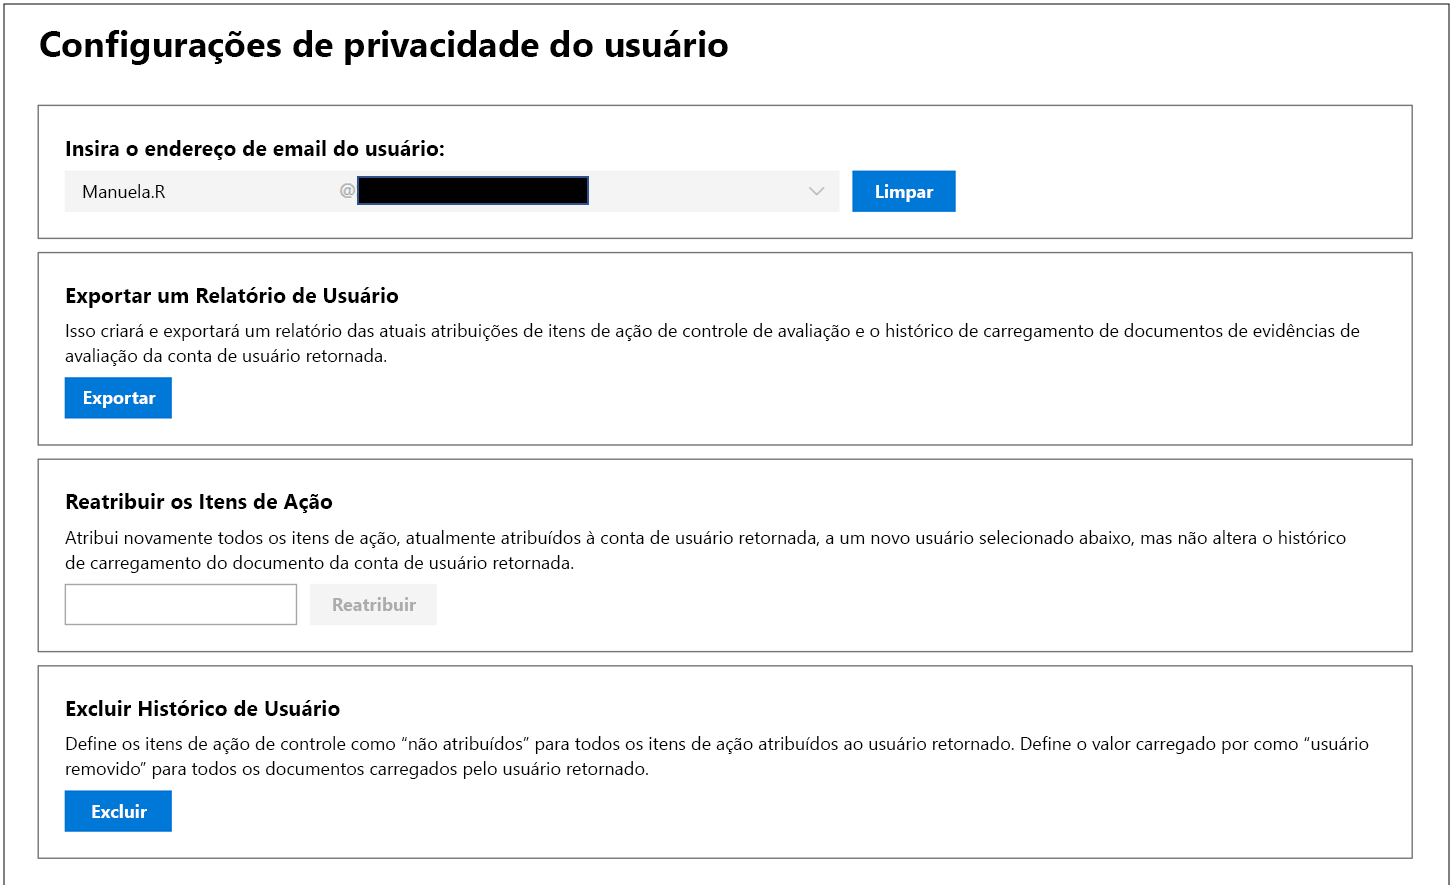 Configurações de privacidade do usuário
Insira o endereço de email do usuário:
Manuela.R @
Limpar
Exportar um Relatório de Usuário
Isso criará e exportará um relatório das atuais atribuições de itens de ação de controle de avaliação e o histórico de carregamento de documentos de evidências de
avaliação da conta de usuário retornada.
Exportar
Reatribuir os Itens de Ação
Atribui novamente todos os itens de ação, atualmente atribuídos à conta de usuário retornada, a um novo usuário selecionado abaixo, mas não altera o histórico
de carregamento do documento da conta de usuário retornada.
Reatribuir
Excluir Histórico de Usuário
Define os itens de ação de controle como “não atribuídos” para todos os itens de ação atribuídos ao usuário retornado. Define o valor carregado por como “usuário
removido” para todos os documentos carregados pelo usuário retornado.
Excluir